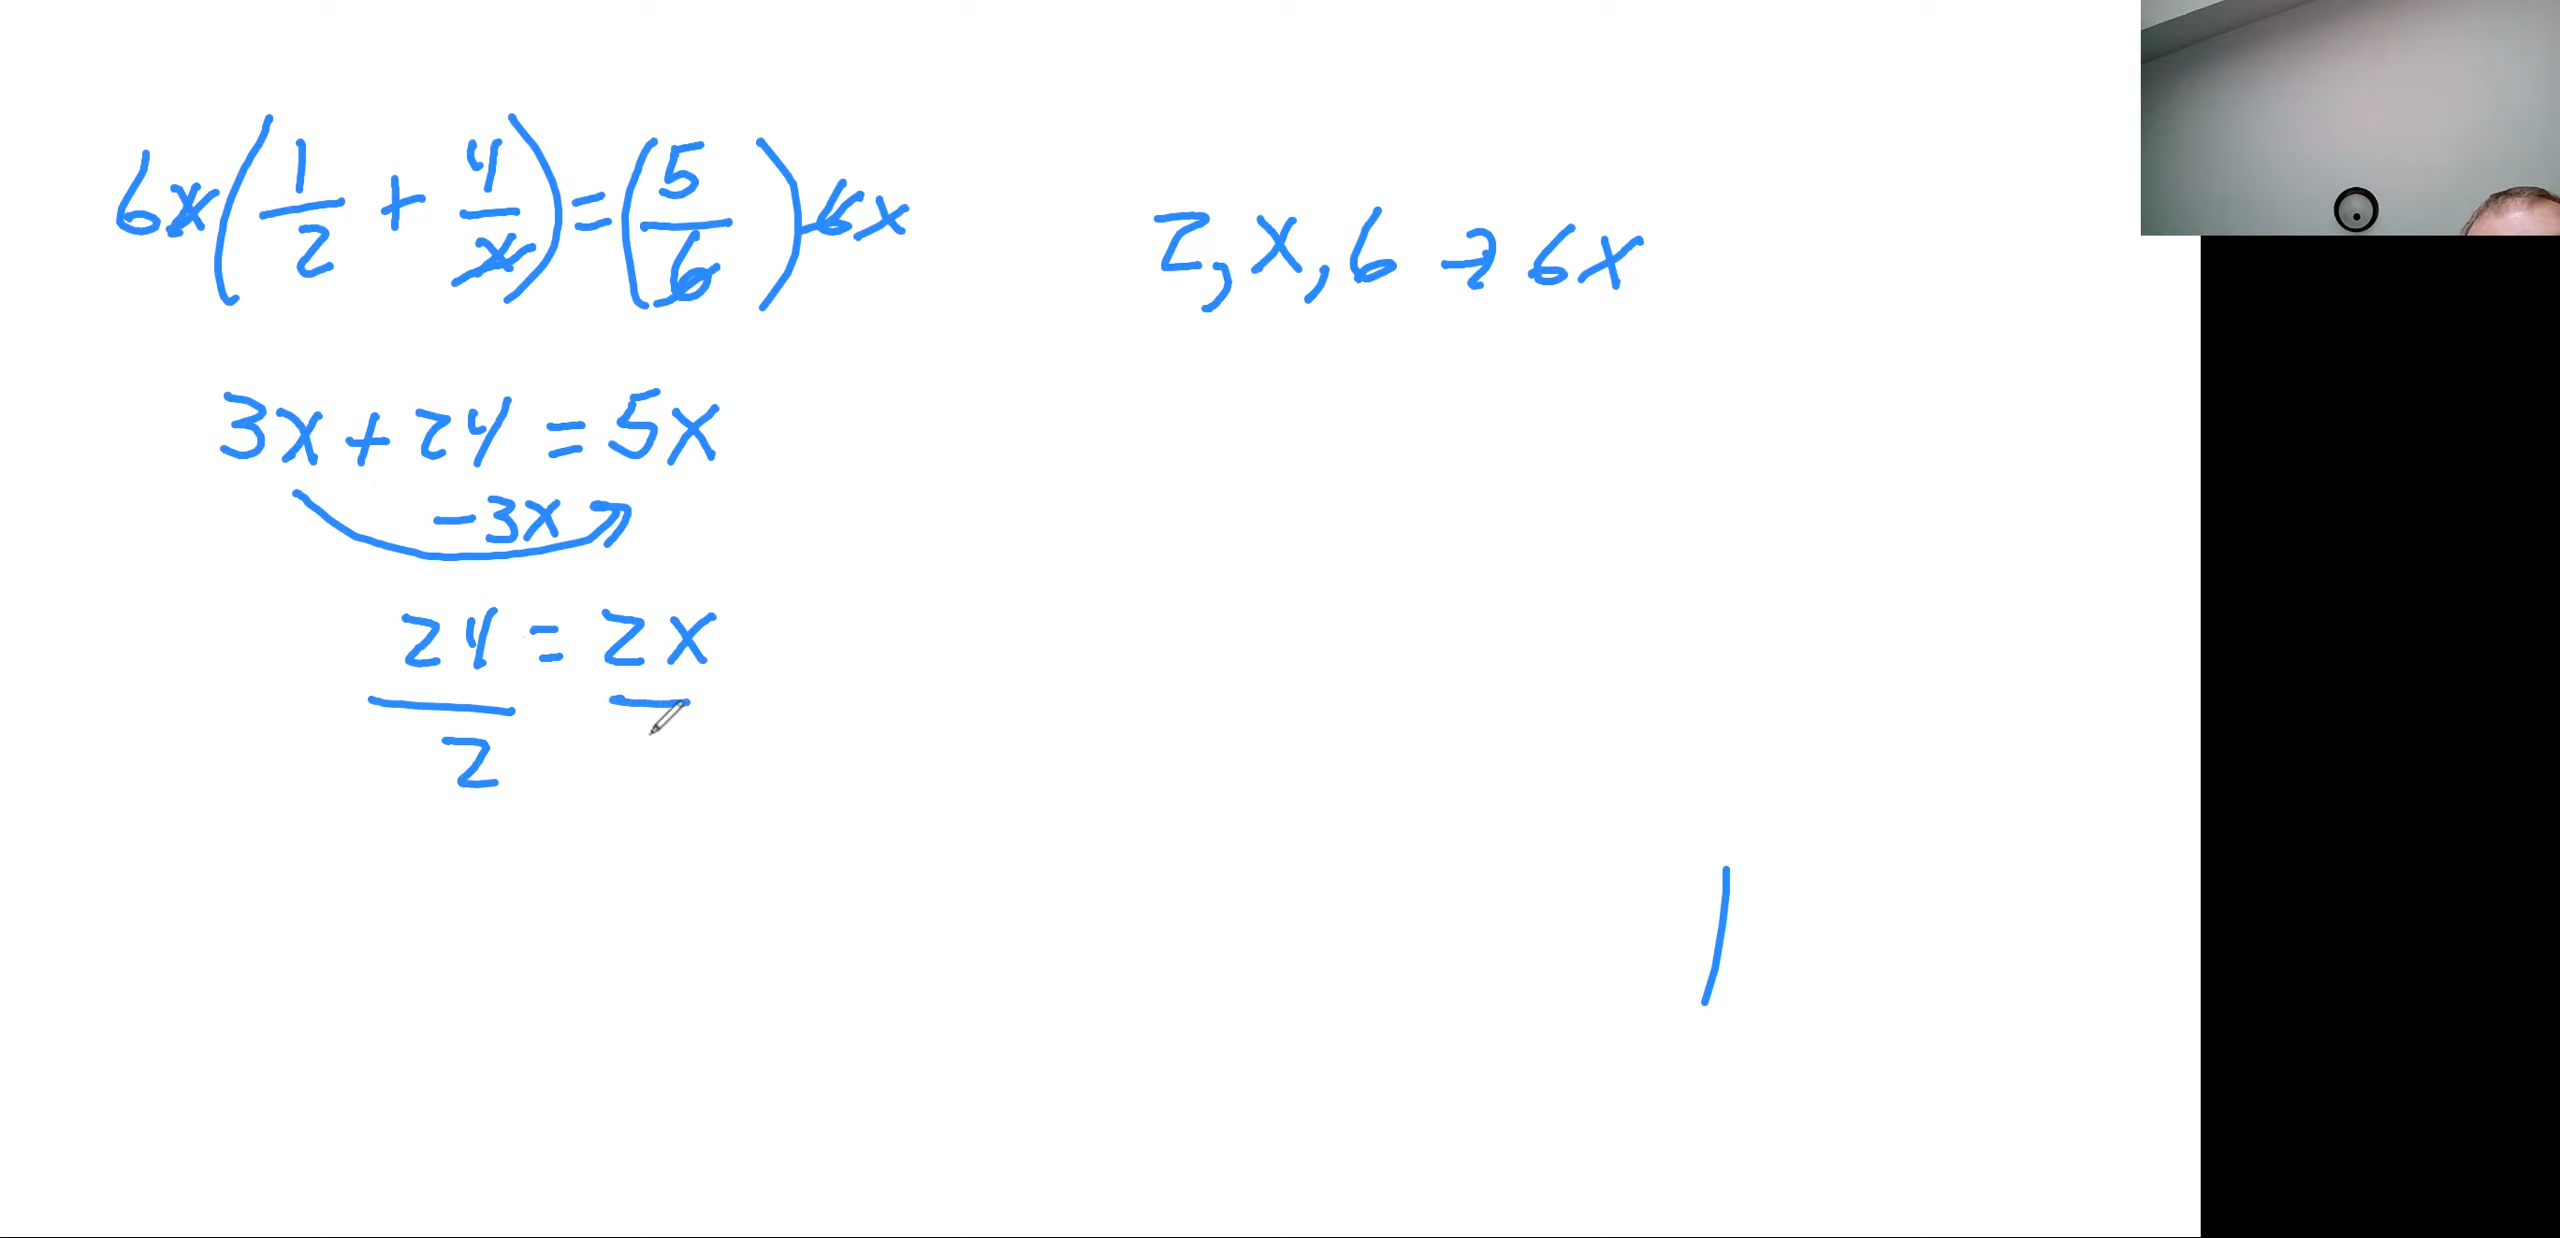 6x(1/2 + 4/x) = (5/6)6x
2, x, 6 → 6x
3x + 24 = 5x
-3x
24 = 2x
2